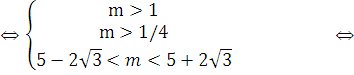 ⇔ { m > 1
m > 1/4
5 − 2√3 < m < 5 + 2√3 ⇔